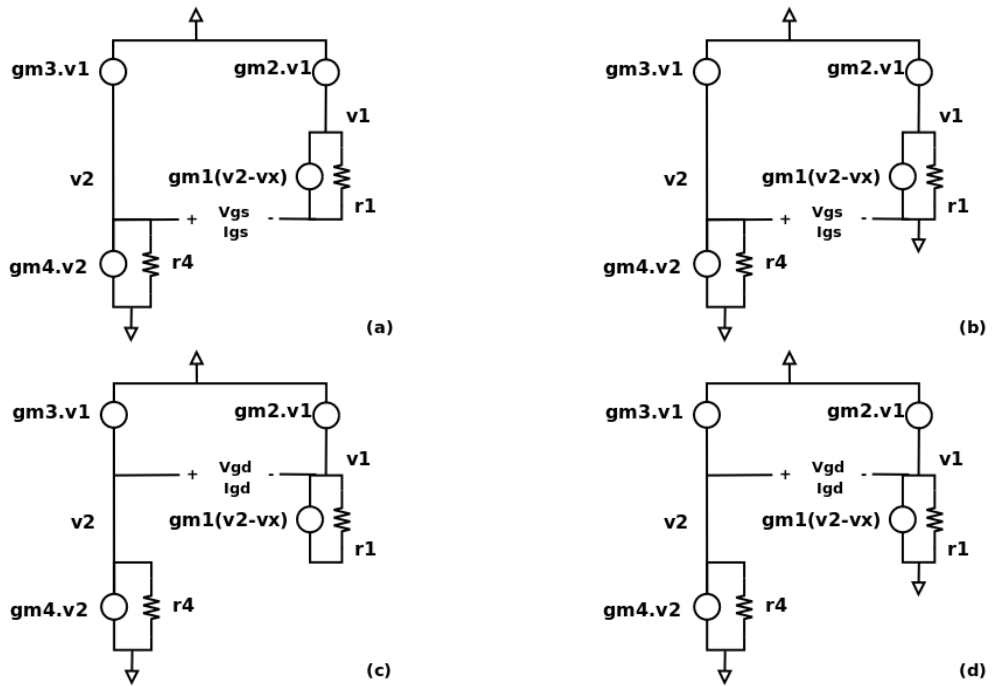 gm3.v1 gm2.v1
v1
v2 gm1(v2-vx)
r1
+ Vgs -
Igs
gm4.v2 r4
(a)
gm3.v1 gm2.v1
v1
v2 gm1(v2-vx)
r1
+ Vgs -
Igs
gm4.v2 r4
(b)
gm3.v1 gm2.v1
v1
+ Vgd -
Igd
v2 gm1(v2-vx)
r1
gm4.v2 r4
(c)
gm3.v1 gm2.v1
v1
+ Vgd -
Igd
v2 gm1(v2-vx)
r1
gm4.v2 r4
(d)